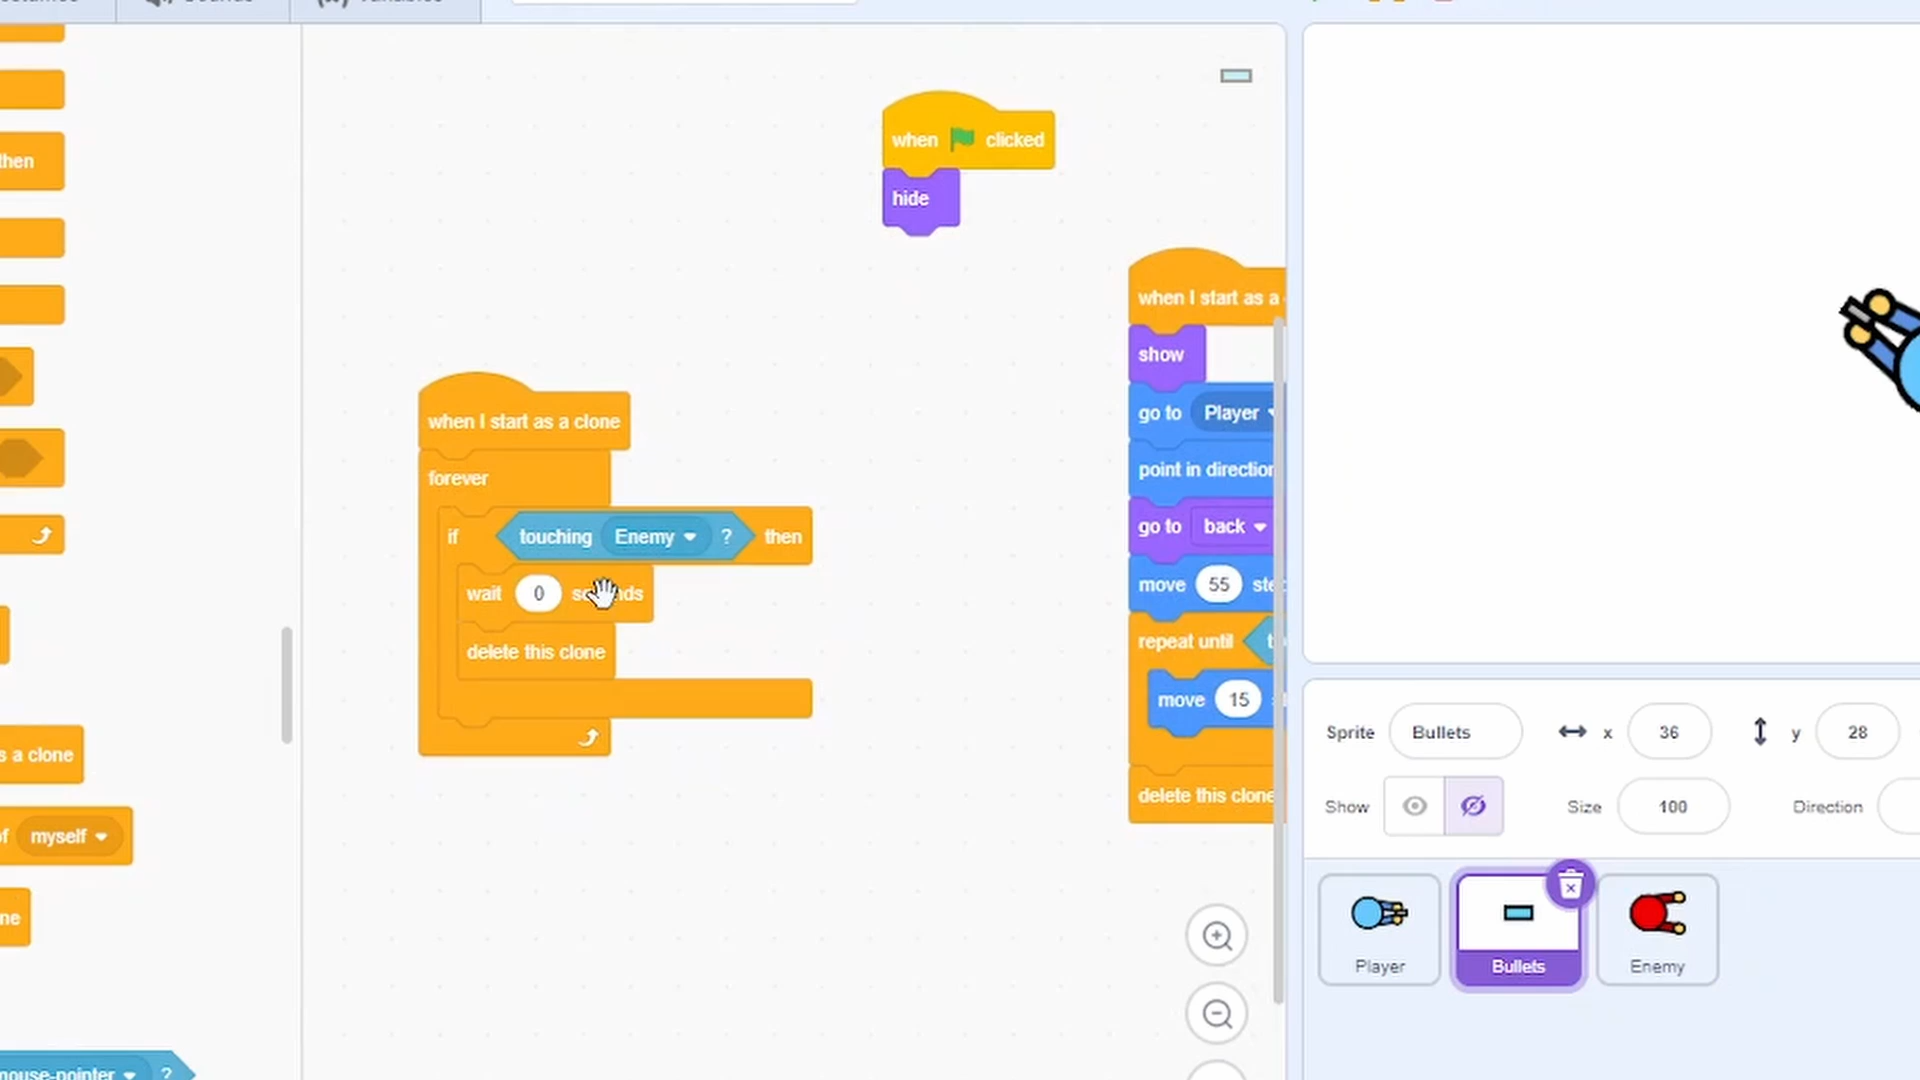 when clicked
hide
when I start as a
show
go to Player
point in direction
go to back
move 55
repeat until
move 15
delete this clone
when I start as a clone
forever
if touching Enemy ? then
wait 0 seconds
delete this clone
then
s a clone
of myself
ne
mouse-pointer ?
Sprite Bullets x 36 y 28
Show Size 100 Direction
Player Bullets Enemy